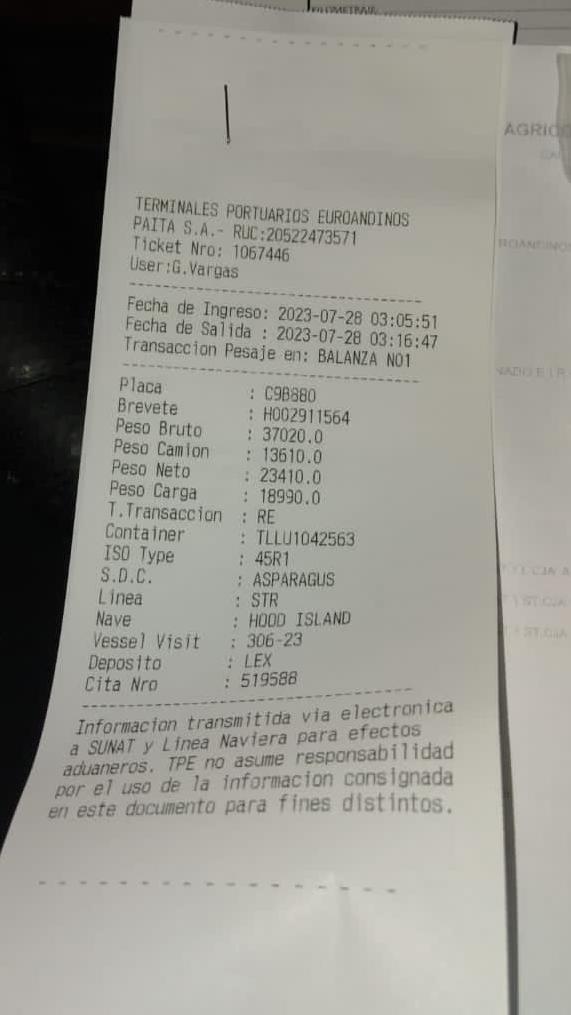 TERMINALES PORTUARIOS EUROANDINOS
PAITA S.A.- RUC:20522473571
Ticket Nro: 1067446
User:G.Vargas
Fecha de Ingreso: 2023-07-28 03:05:51
Fecha de Salida : 2023-07-28 03:16:47
Transaccion Pesaje en: BALANZA N01
Placa : C9B880
Brevete : H002911564
Peso Bruto : 37020.0
Peso Camion : 13610.0
Peso Neto : 23410.0
Peso Carga : 18990.0
T.Transaccion : RE
Container : TLLU1042563
ISO Type : 45R1
S.D.C. : ASPARAGUS
Linea : STR
Nave : HOOD ISLAND
Vessel Visit : 306-23
Deposito : LEX
Cita Nro : 519588
Informacion transmitida via electronica
a SUNAT y Linea Naviera para efectos
aduaneros. TPE no asume responsabilidad
por el uso de la informacion consignada
en este documento para fines distintos.
AGRICO